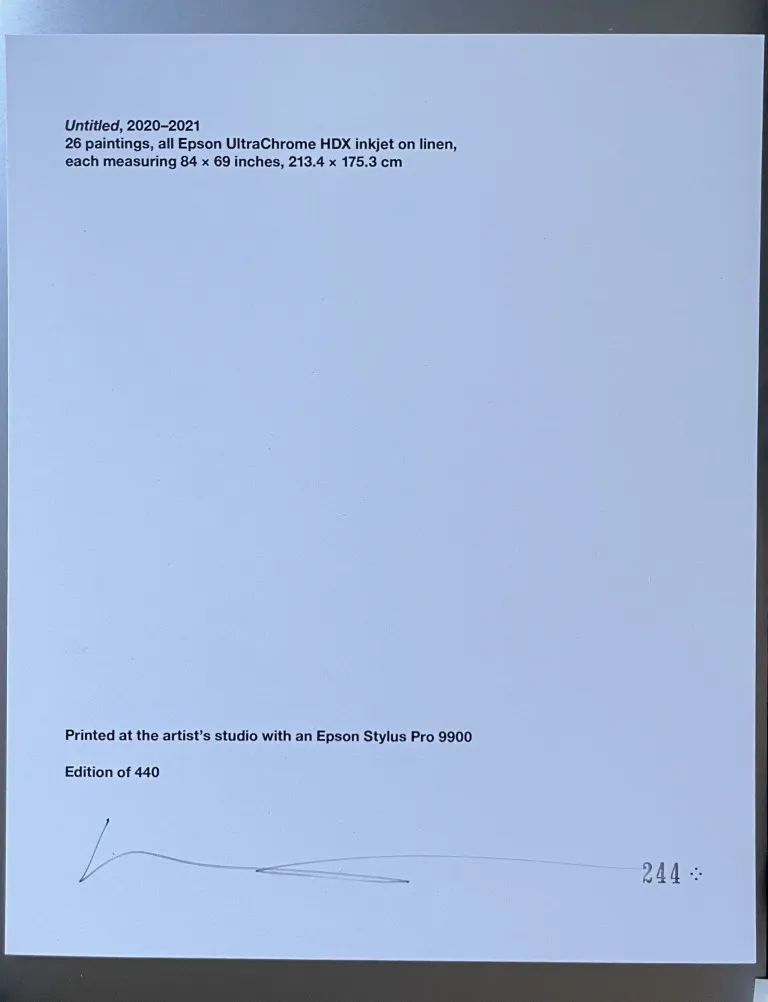 Untitled, 2020–2021
26 paintings, all Epson UltraChrome HDX inkjet on linen,
each measuring 84 × 69 inches, 213.4 × 175.3 cm
Printed at the artist’s studio with an Epson Stylus Pro 9900
Edition of 440
244